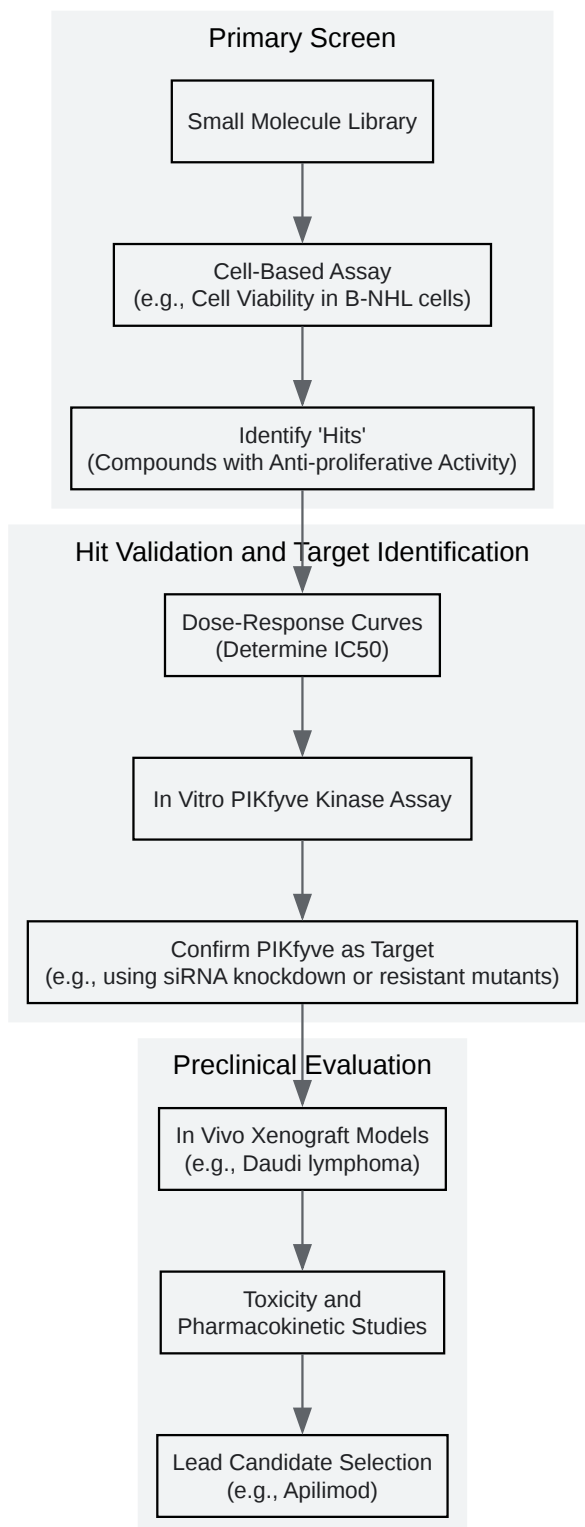 Primary Screen
Small Molecule Library
Cell-Based Assay
(e.g., Cell Viability in B-NHL cells)
Identify 'Hits'
(Compounds with Anti-proliferative Activity)
Hit Validation and Target Identification
Dose-Response Curves
(Determine IC50)
In Vitro PIKfyve Kinase Assay
Confirm PIKfyve as Target
(e.g., using siRNA knockdown or resistant mutants)
Preclinical Evaluation
In Vivo Xenograft Models
(e.g., Daudi lymphoma)
Toxicity and
Pharmacokinetic Studies
Lead Candidate Selection
(e.g., Apilimod)